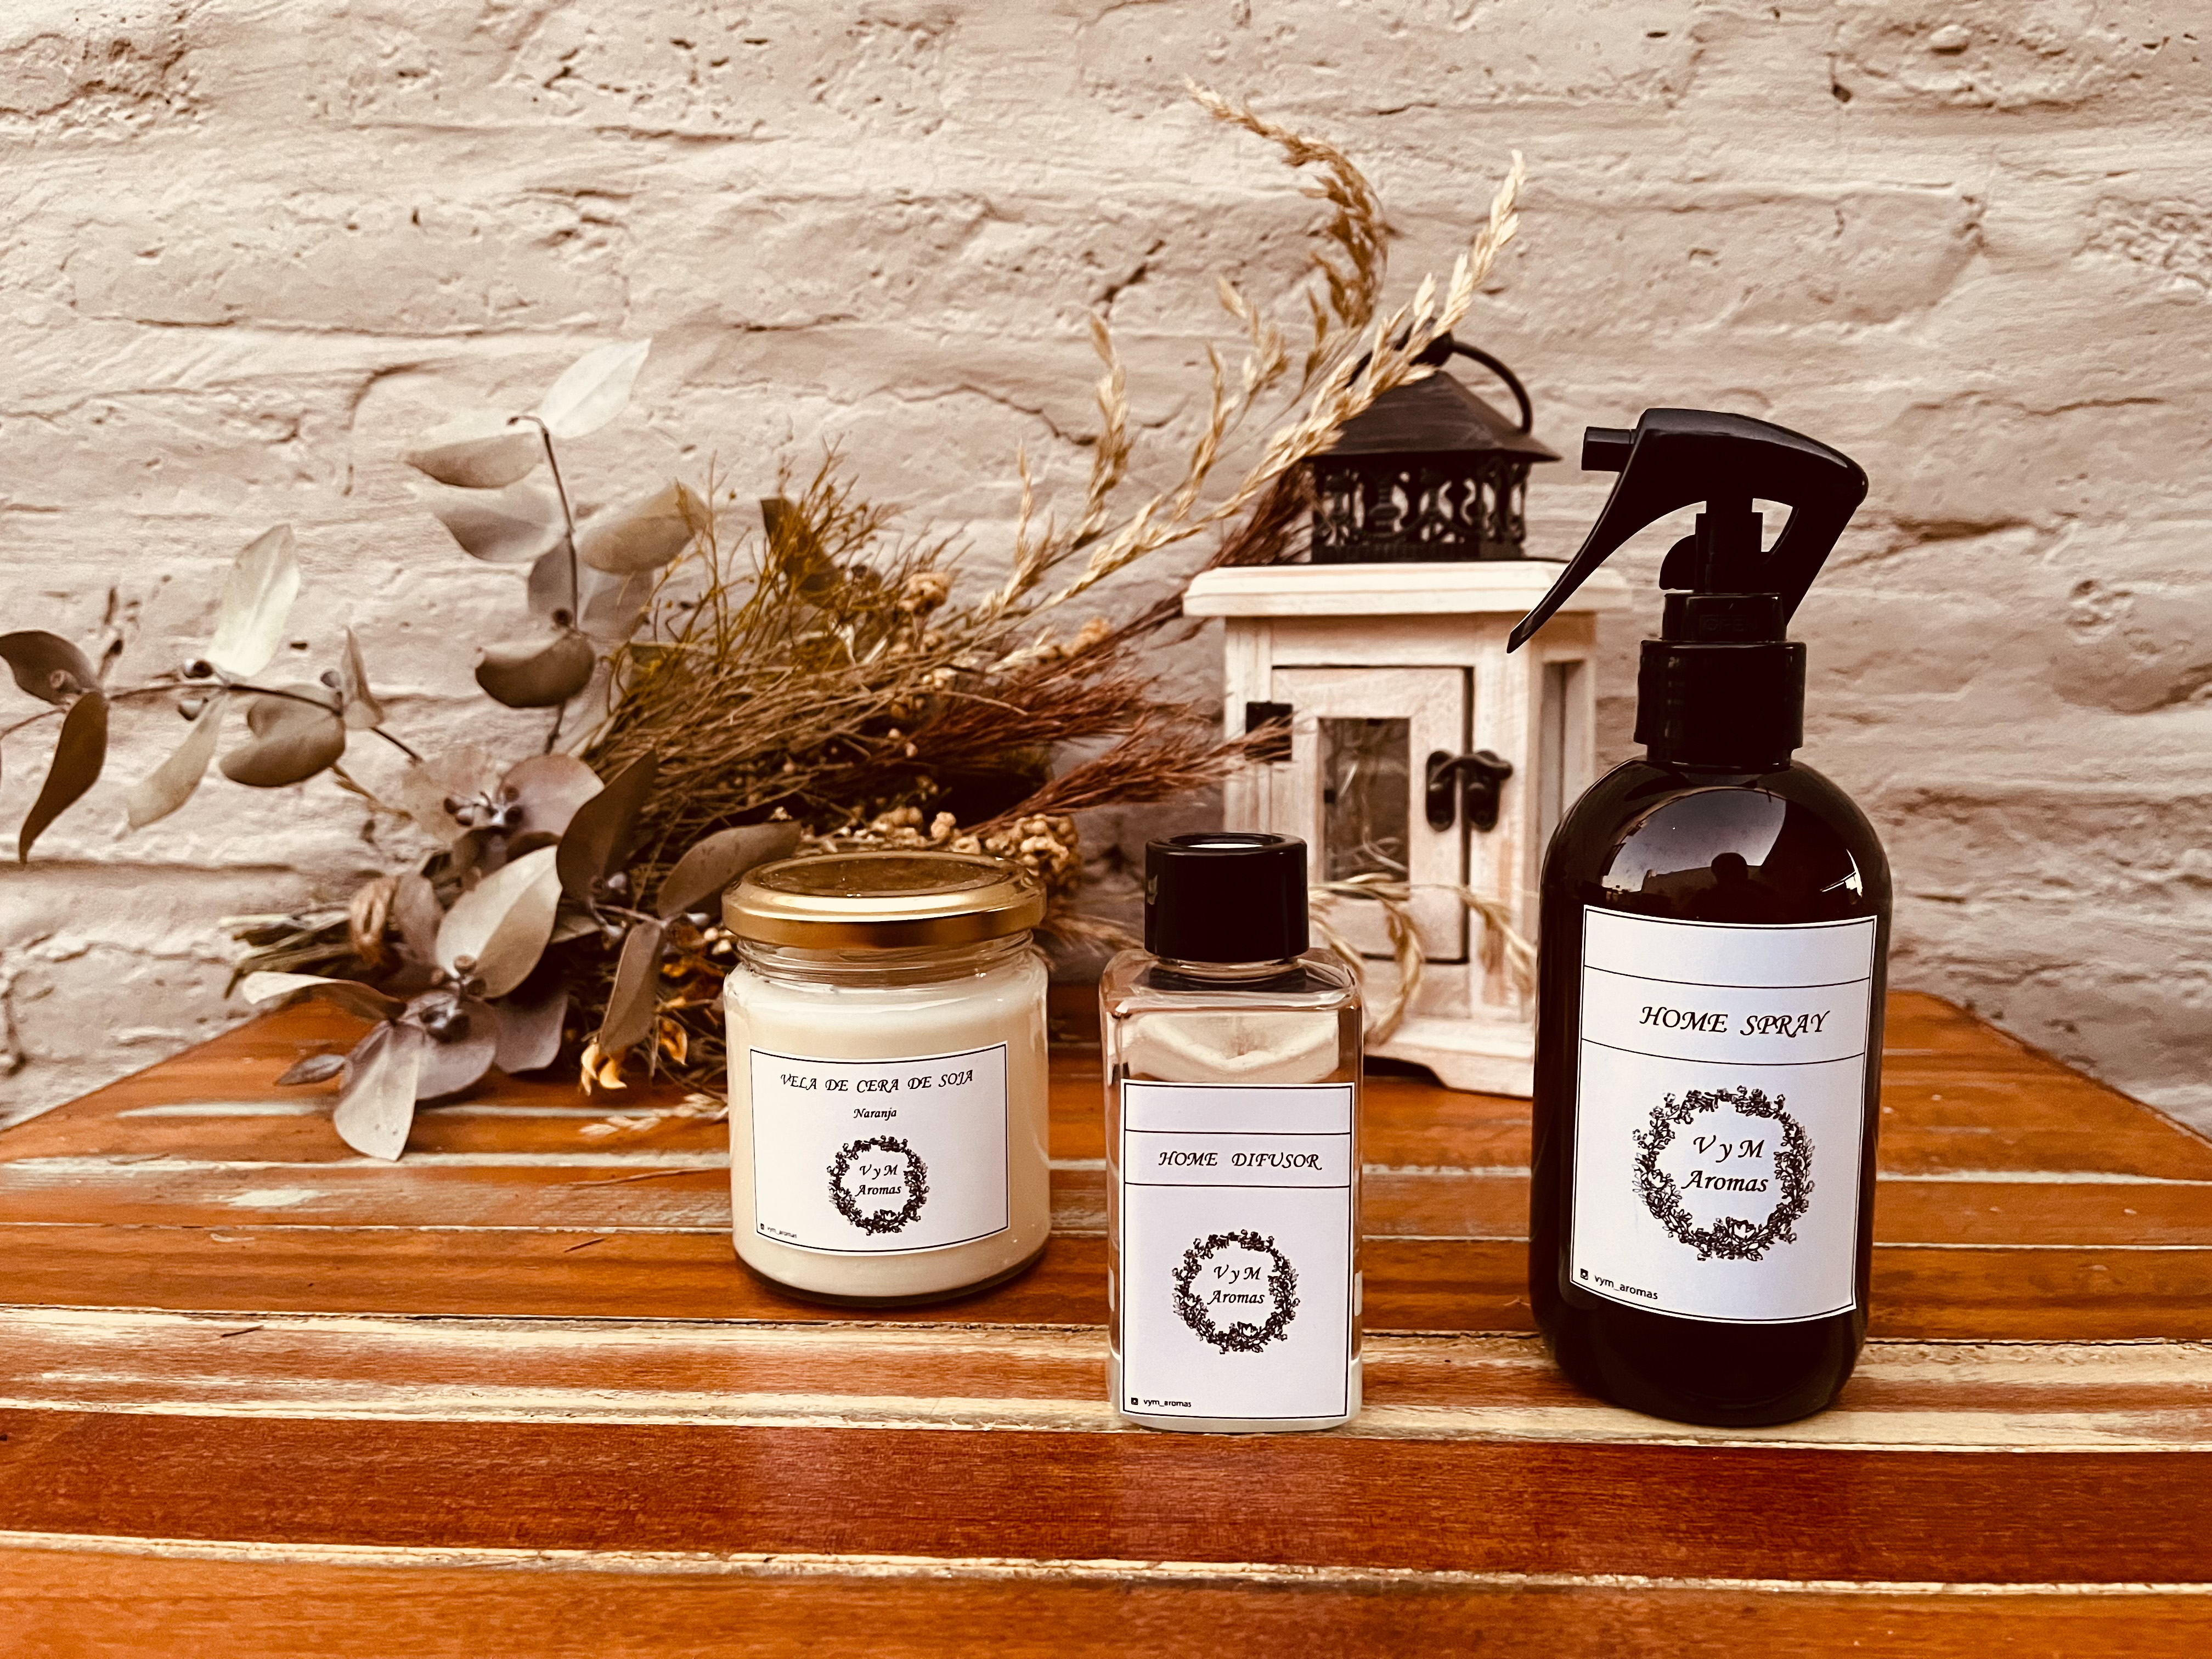 VELA DE CERA DE SOJA
Naranja
V y M
Aromas
vym_aromas
HOME DIFUSOR
V y M
Aromas
vym_aromas
HOME SPRAY
V y M
Aromas
vym_aromas